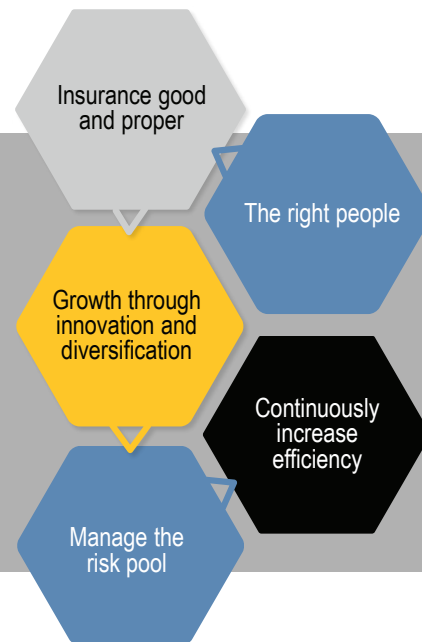 Insurance good
and proper
The right people
Growth through
innovation and
diversification
Continuously
increase
efficiency
Manage the
risk pool